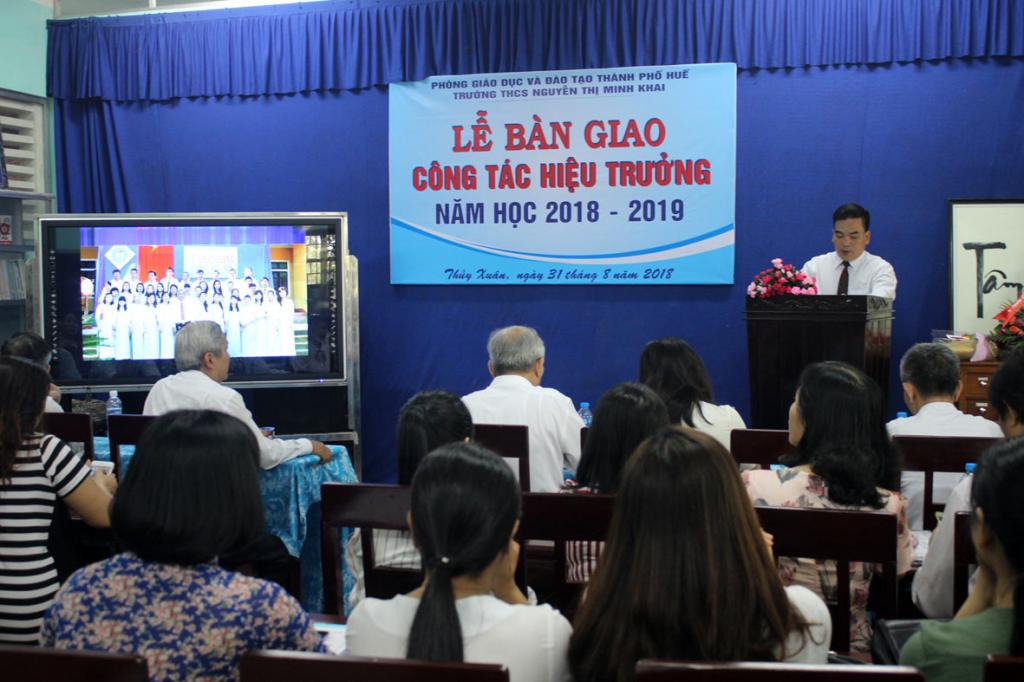 PHÒNG GIÁO DỤC VÀ ĐÀO TẠO THÀNH PHỐ HUẾ
TRƯỜNG THCS NGUYỄN THỊ MINH KHAI
LỄ BÀN GIAO
CÔNG TÁC HIỆU TRƯỞNG
NĂM HỌC 2018 - 2019
Thủy Xuân, ngày 31 tháng 8 năm 2018
Tâm